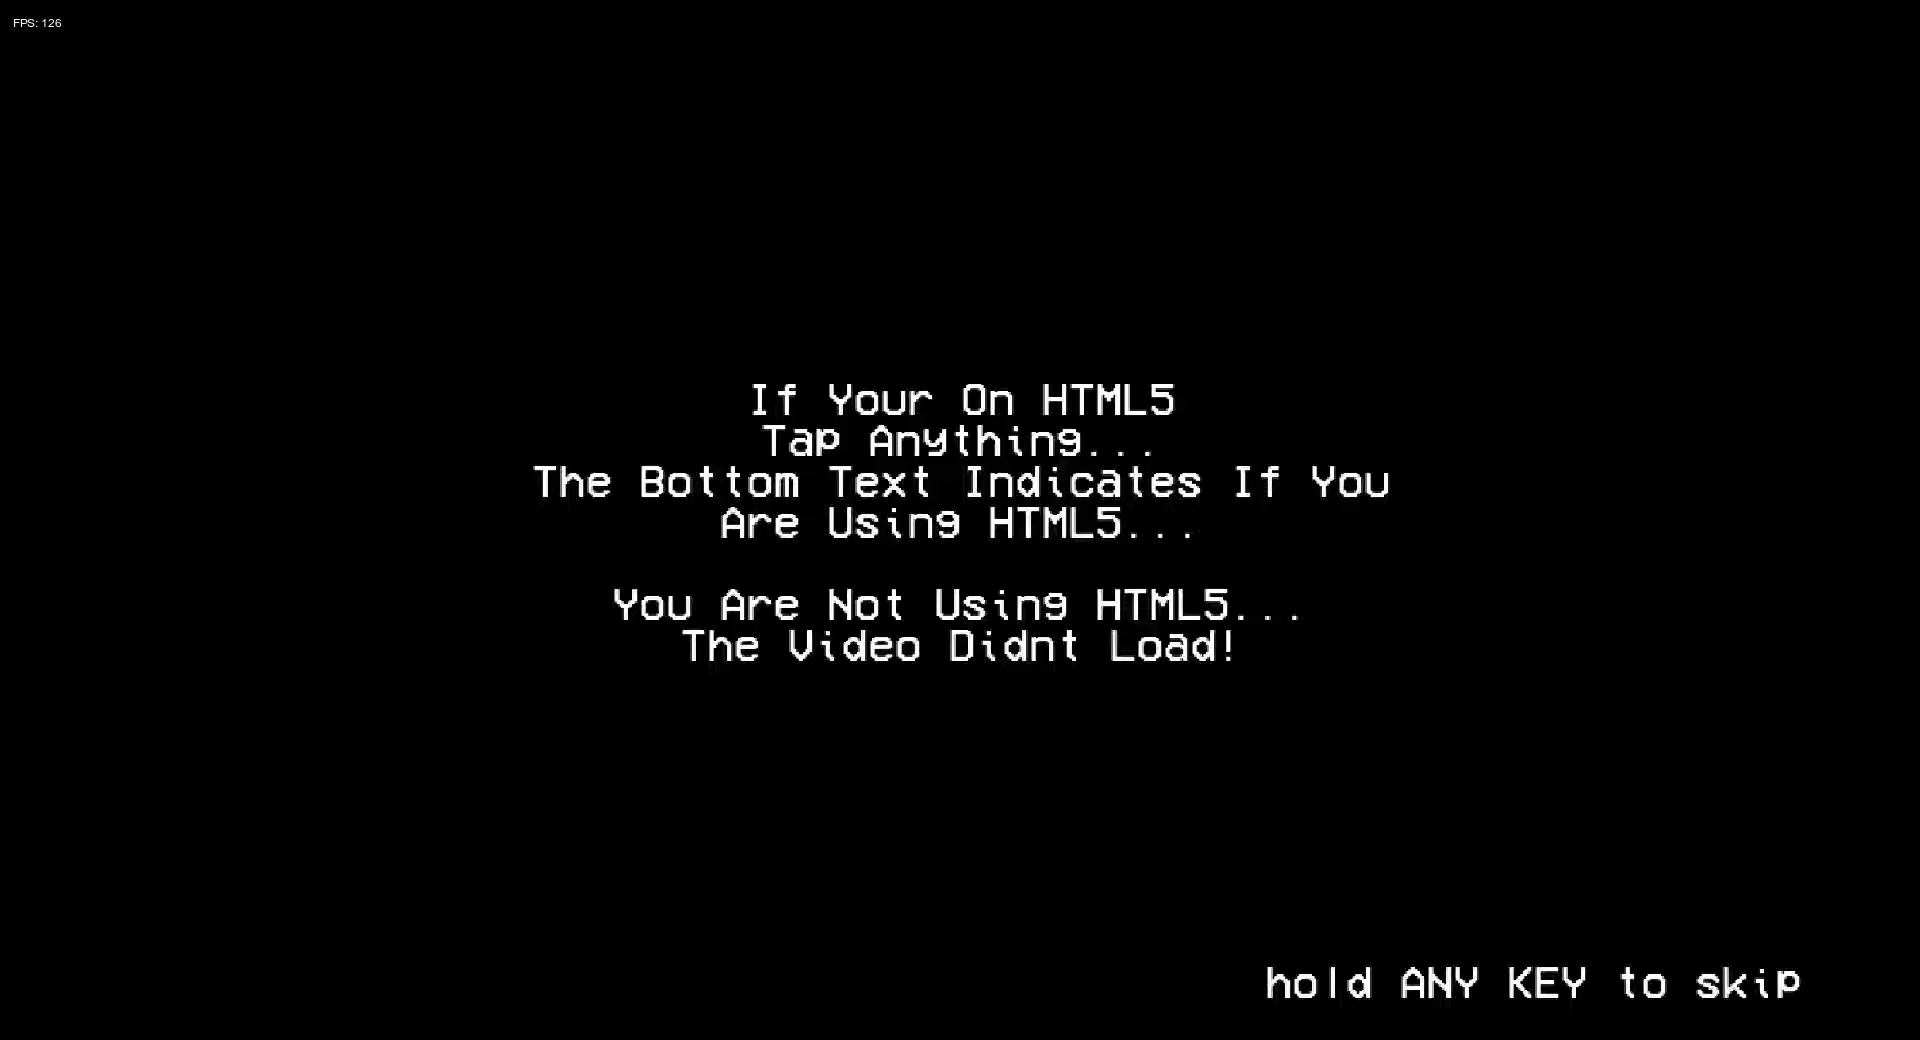 FPS: 126
If Your On HTML5
Tap Anything...
The Bottom Text Indicates If You
Are Using HTML5...
You Are Not Using HTML5...
The Video Didnt Load!
hold ANY KEY to skip